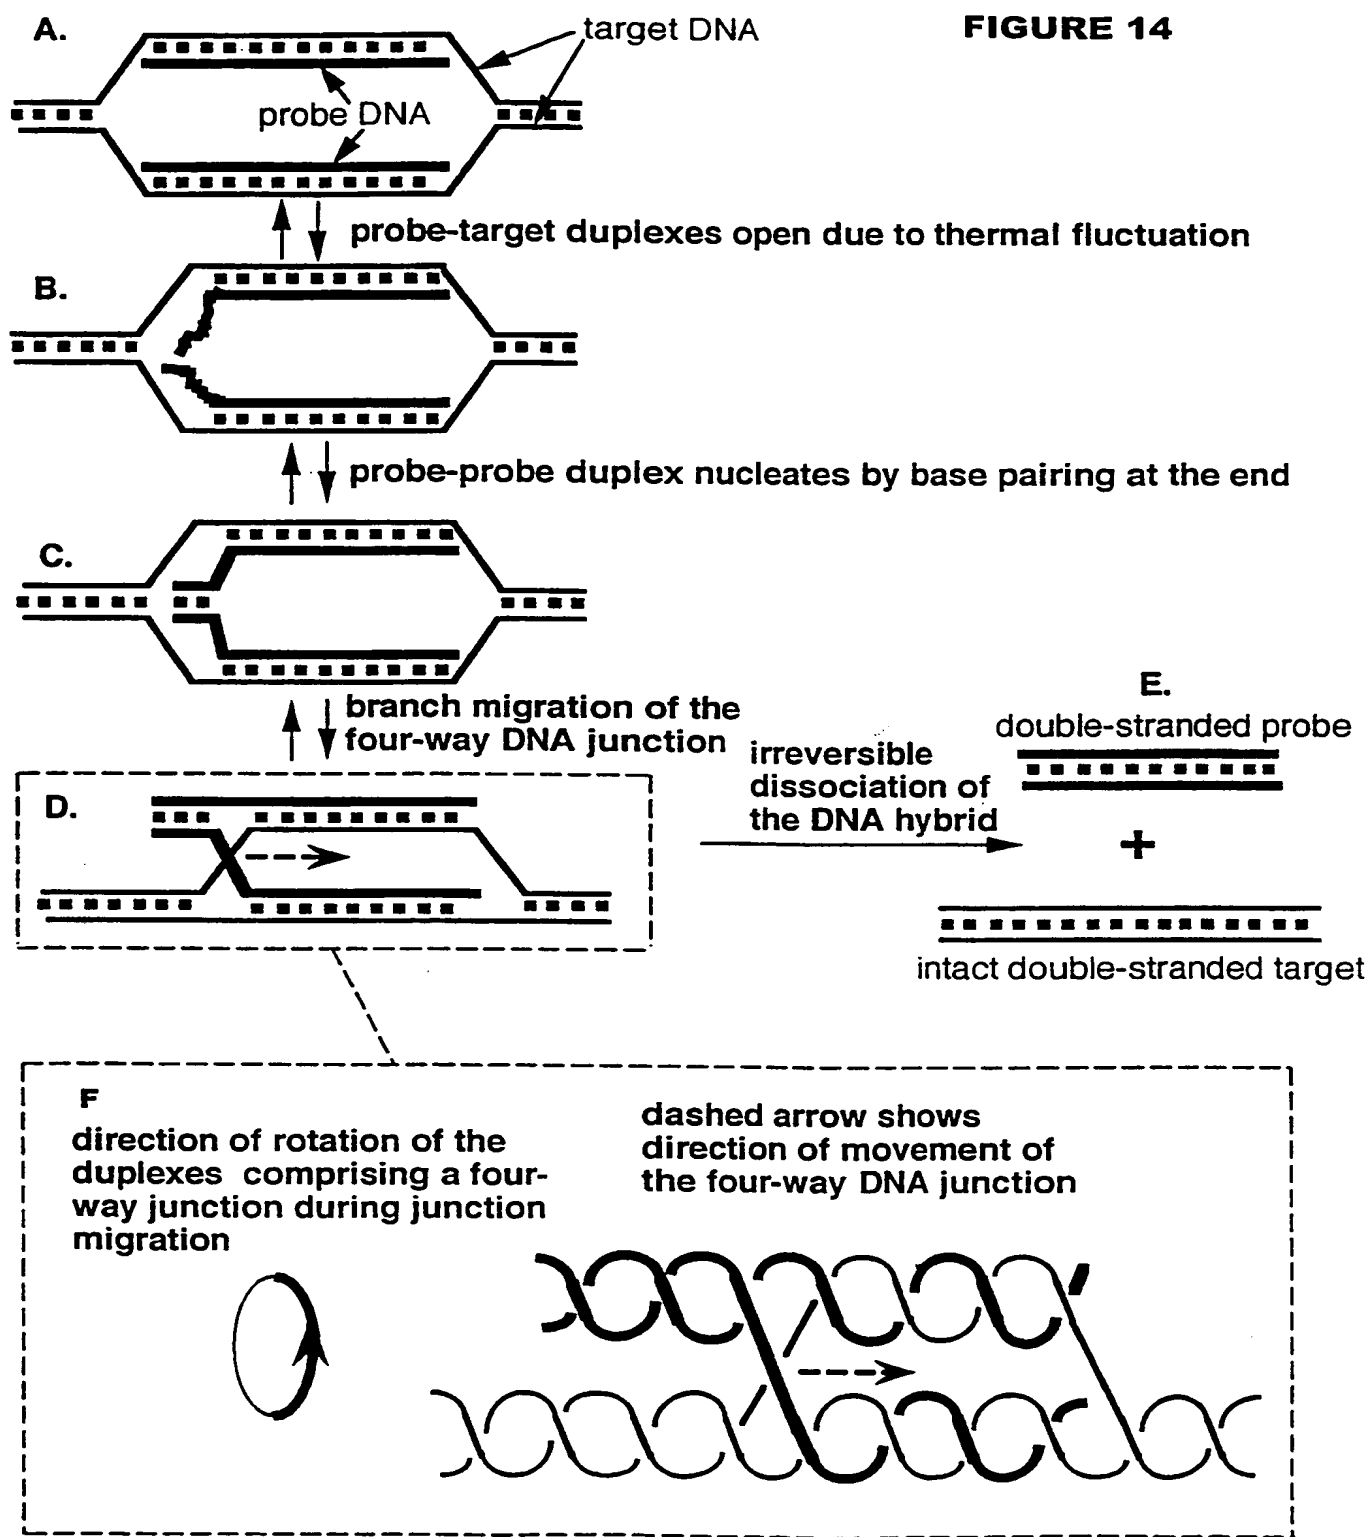 A.
target DNA
FIGURE 14
probe DNA
probe-target duplexes open due to thermal fluctuation
B.
probe-probe duplex nucleates by base pairing at the end
C.
branch migration of the
four-way DNA junction
E.
double-stranded probe
irreversible
dissociation of
the DNA hybrid
D.
+
intact double-stranded target
F
direction of rotation of the
duplexes comprising a four-
way junction during junction
migration
dashed arrow shows
direction of movement of
the four-way DNA junction